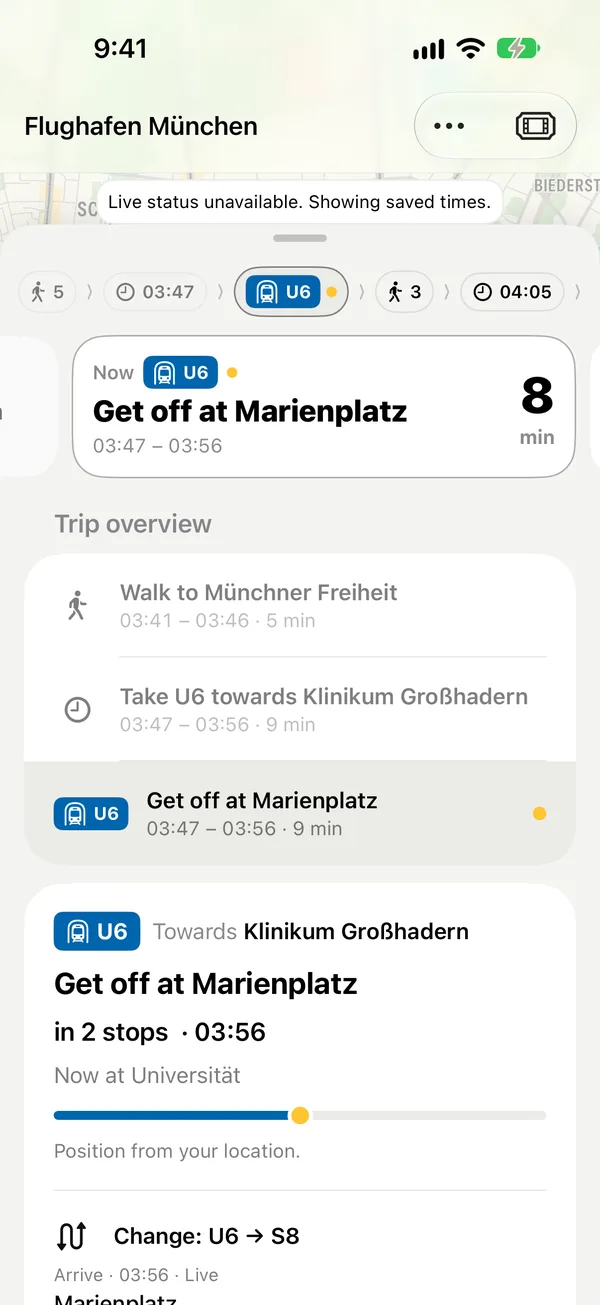 9:41
Flughafen München
BIEDERST
SC
Live status unavailable. Showing saved times.
5 03:47 U6 3 04:05
Now U6
Get off at Marienplatz
03:47 – 03:56
8
min
Trip overview
Walk to Münchner Freiheit
03:41 – 03:46 · 5 min
Take U6 towards Klinikum Großhadern
03:47 – 03:56 · 9 min
U6 Get off at Marienplatz
03:47 – 03:56 · 9 min
U6 Towards Klinikum Großhadern
Get off at Marienplatz
in 2 stops · 03:56
Now at Universität
Position from your location.
Change: U6 → S8
Arrive · 03:56 · Live
Marienplatz